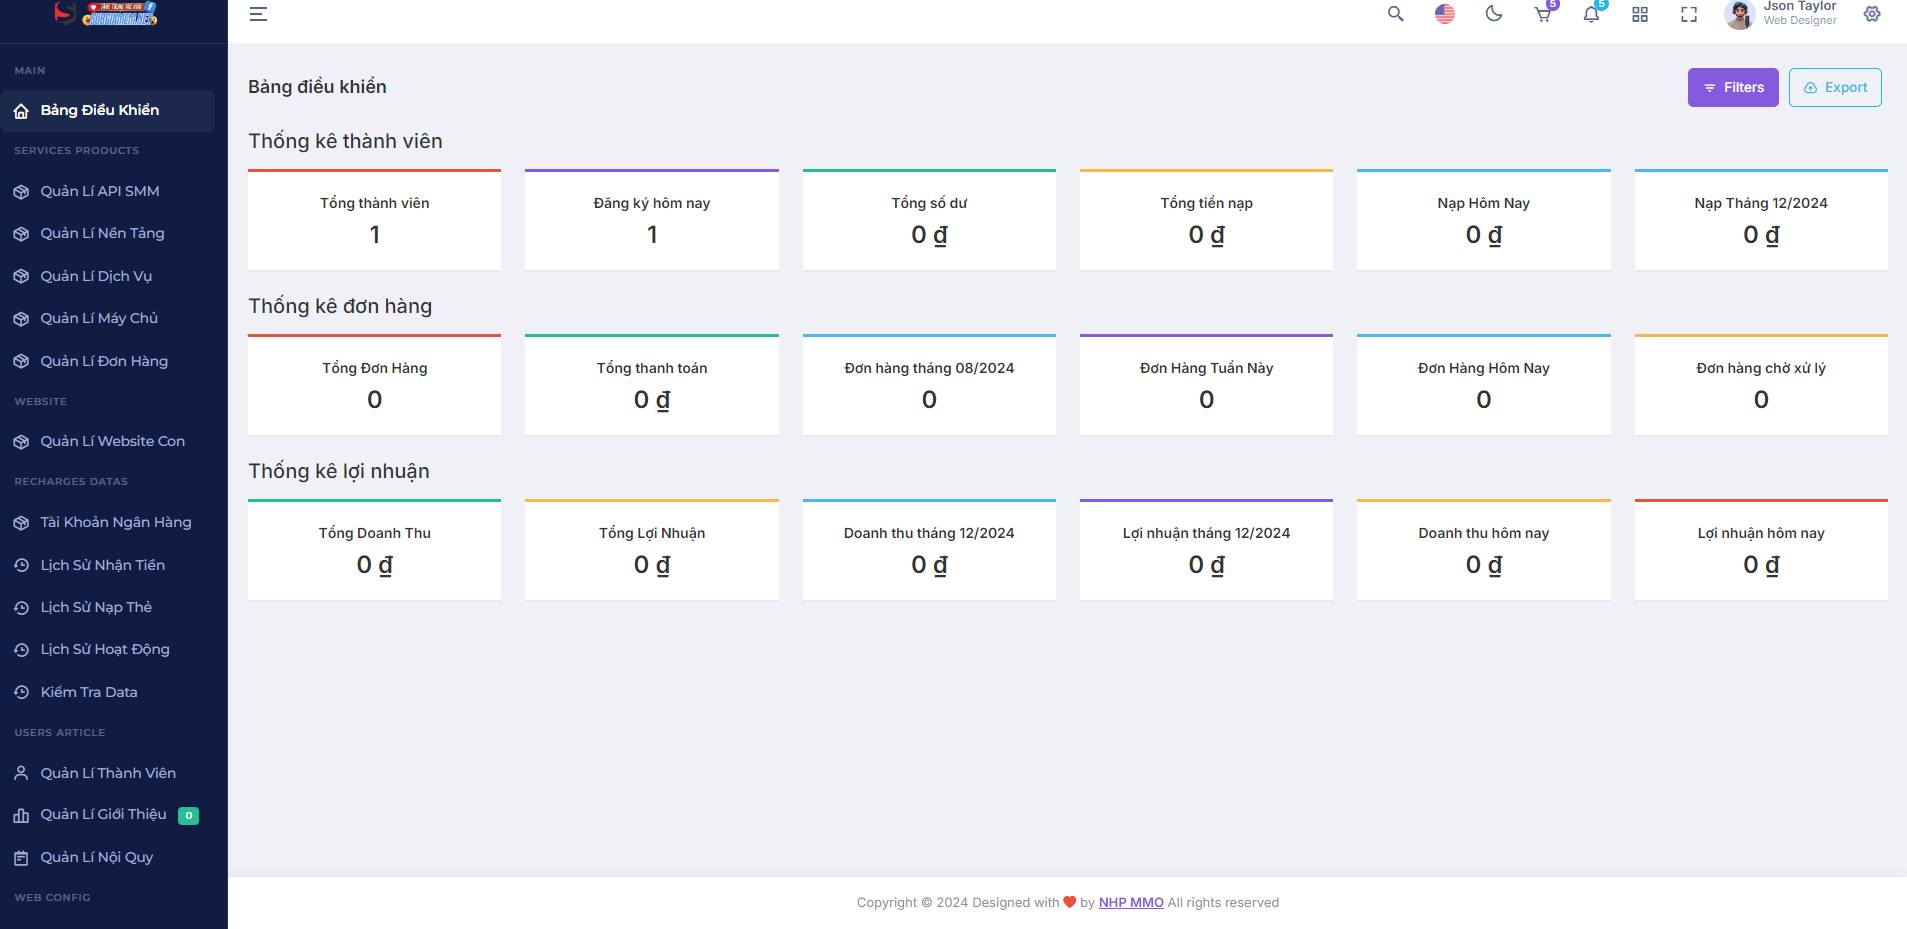 MAIN
Bảng Điều Khiển
SERVICES PRODUCTS
Quản Lí API SMM
Quản Lí Nền Tảng
Quản Lí Dịch Vụ
Quản Lí Máy Chủ
Quản Lí Đơn Hàng
WEBSITE
Quản Lí Website Con
RECHARGES DATAS
Tài Khoản Ngân Hàng
Lịch Sử Nhận Tiền
Lịch Sử Nạp Thẻ
Lịch Sử Hoạt Động
Kiểm Tra Data
USERS ARTICLE
Quản Lí Thành Viên
Quản Lí Giới Thiệu 0
Quản Lí Nội Quy
WEB CONFIG
5
5
Json Taylor
Web Designer
Bảng điều khiển
Filters
Export
Thống kê thành viên
Tổng thành viên
1
Đăng ký hôm nay
1
Tổng số dư
0 ₫
Tổng tiền nạp
0 ₫
Nạp Hôm Nay
0 ₫
Nạp Tháng 12/2024
0 ₫
Thống kê đơn hàng
Tổng Đơn Hàng
0
Tổng thanh toán
0 ₫
Đơn hàng tháng 08/2024
0
Đơn Hàng Tuần Này
0
Đơn Hàng Hôm Nay
0
Đơn hàng chờ xử lý
0
Thống kê lợi nhuận
Tổng Doanh Thu
0 ₫
Tổng Lợi Nhuận
0 ₫
Doanh thu tháng 12/2024
0 ₫
Lợi nhuận tháng 12/2024
0 ₫
Doanh thu hôm nay
0 ₫
Lợi nhuận hôm nay
0 ₫
Copyright © 2024 Designed with ❤ by NHP MMO All rights reserved